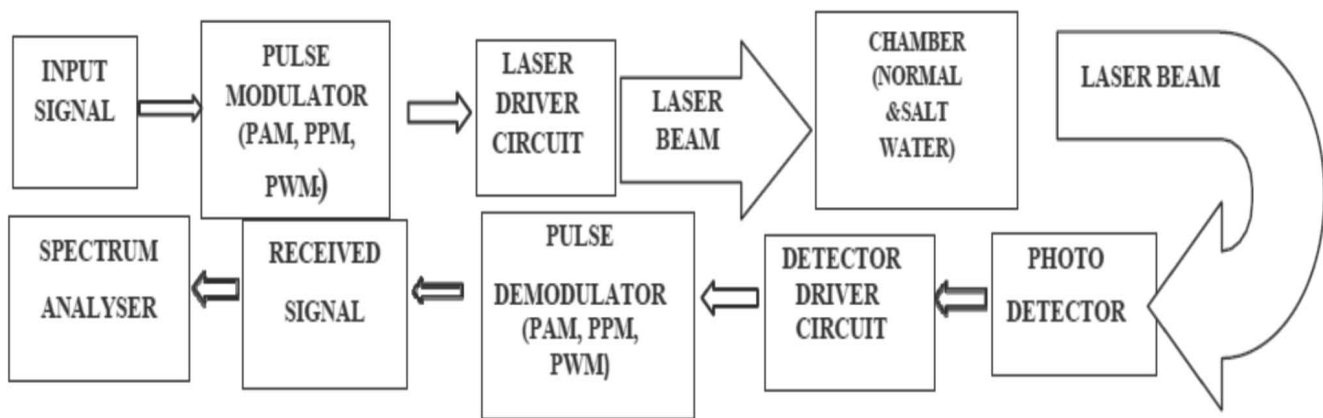 INPUT
SIGNAL
PULSE
MODULATOR
(PAM, PPM,
PWM)
LASER
DRIVER
CIRCUIT
LASER
BEAM
CHAMBER
(NORMAL
&SALT
WATER)
LASER BEAM
PHOTO
DETECTOR
DETECTOR
DRIVER
CIRCUIT
PULSE
DEMODULATOR
(PAM, PPM,
PWM)
RECEIVED
SIGNAL
SPECTRUM
ANALYSER